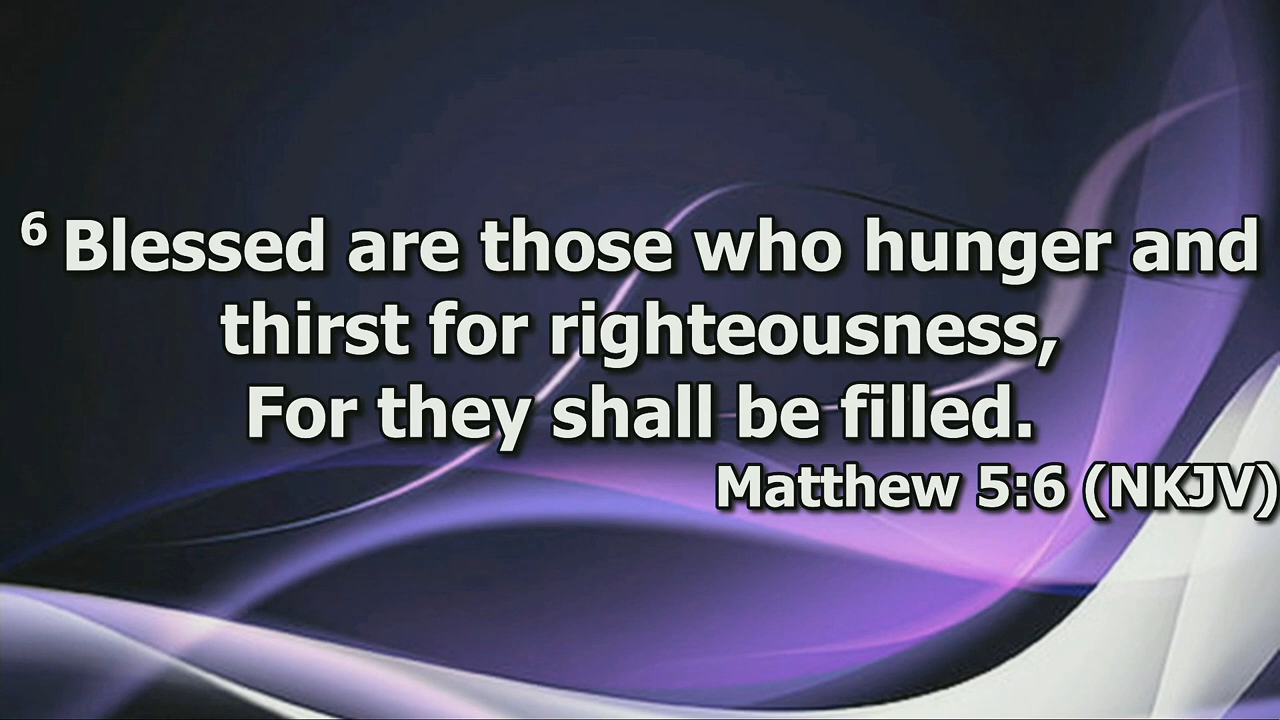 6 Blessed are those who hunger and
thirst for righteousness,
For they shall be filled.
Matthew 5:6 (NKJV)